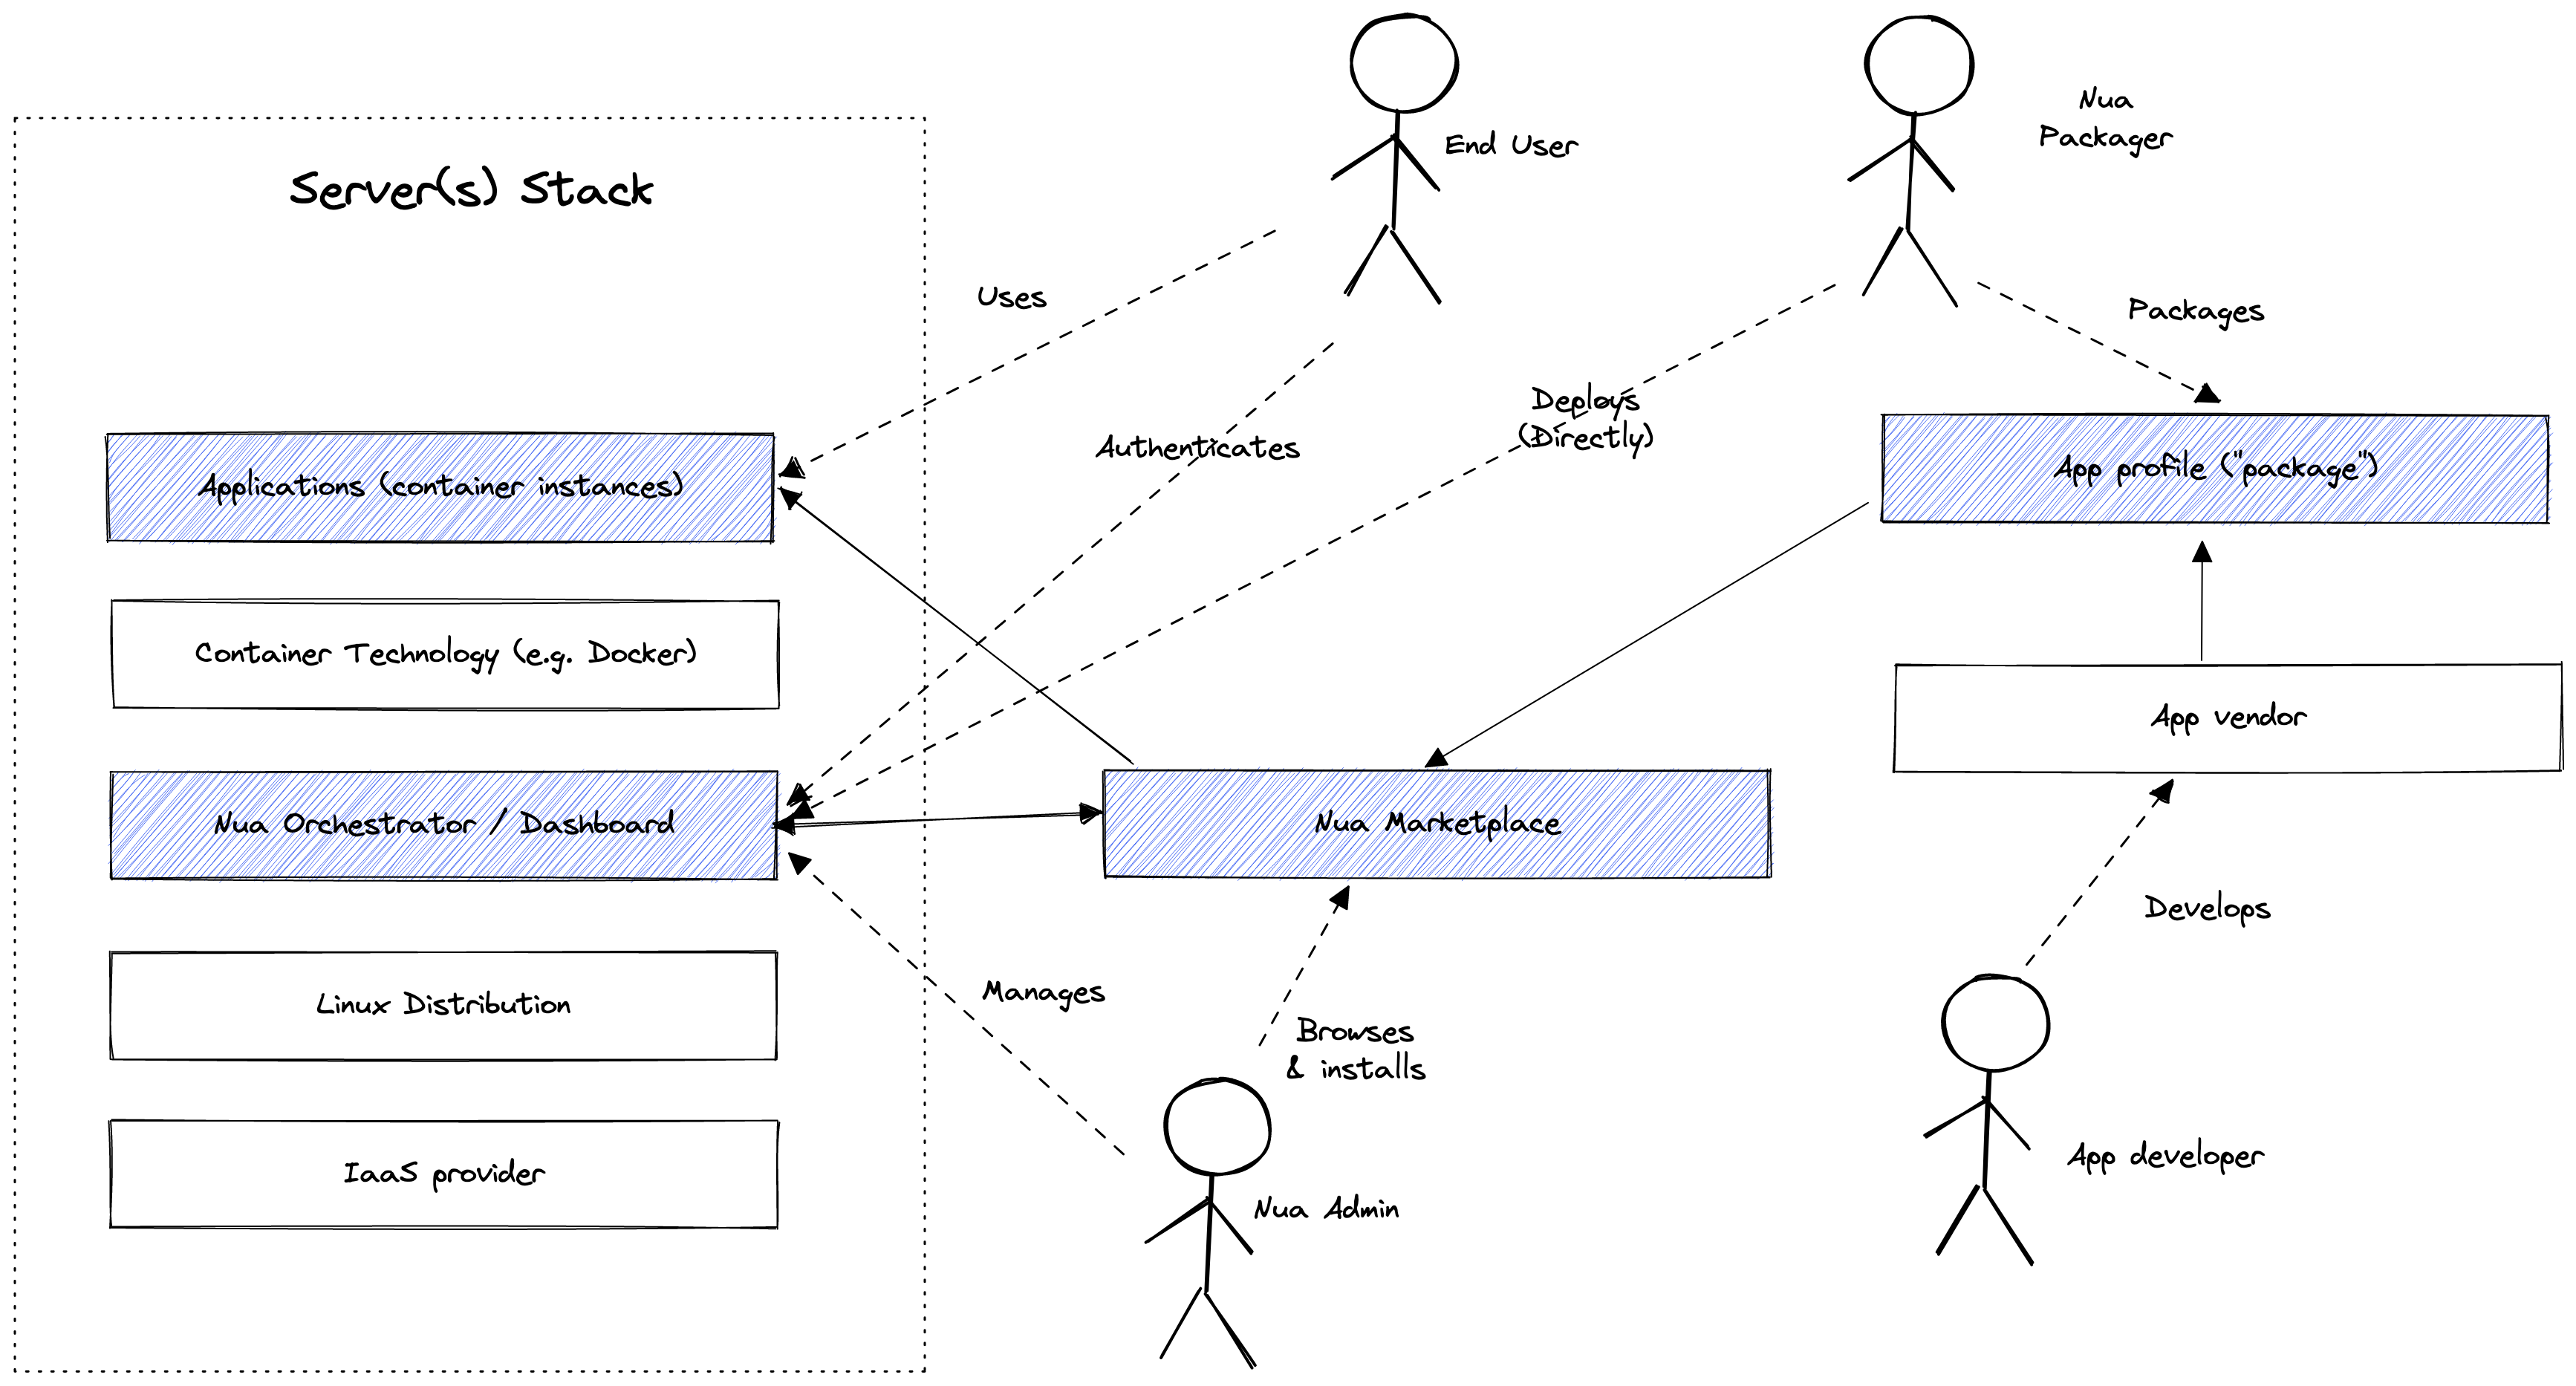 End User
Nua
Packager
Server(s) Stack
Uses
Packages
Deploys
(Directly)
Authenticates
Applications (container instances)
App profile ("package")
Container Technology (e.g. Docker)
App vendor
Nua Orchestrator / Dashboard
Nua Marketplace
Develops
Manages
Linux Distribution
Browses
& installs
App developer
IaaS provider
Nua Admin